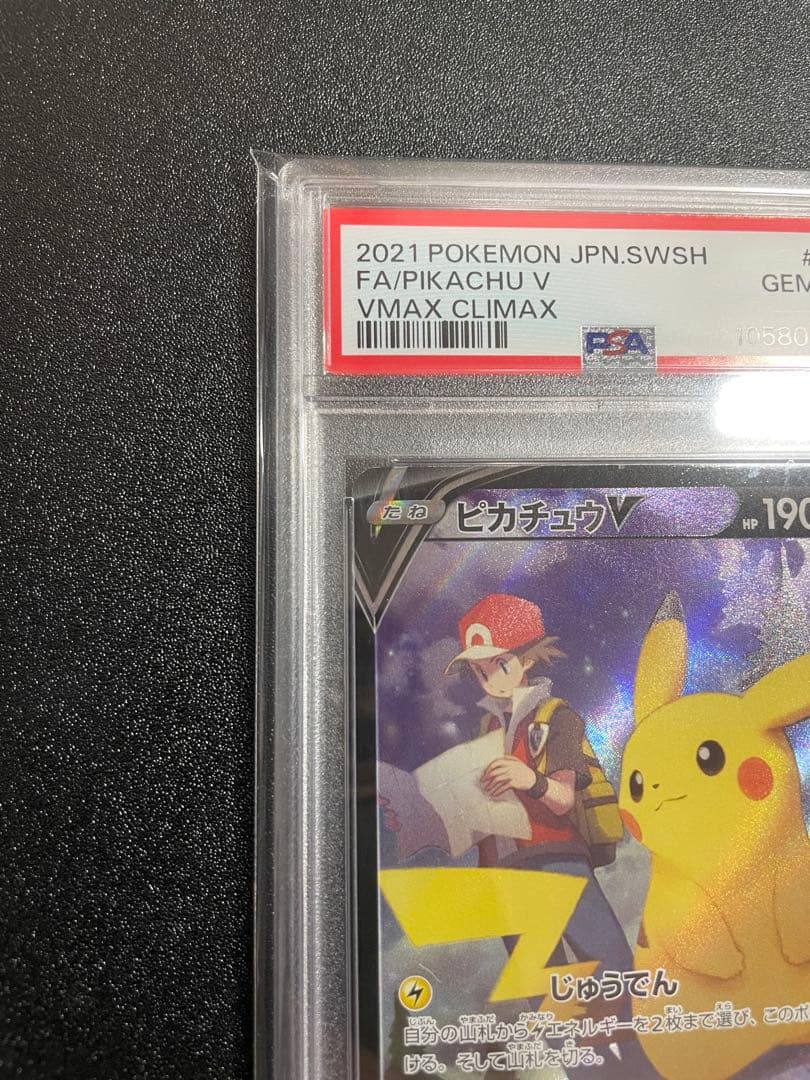 2021 POKEMON JPN.SWSH #
FA/PIKACHU V GEM
VMAX CLIMAX
PSA 10580
たね ピカチュウV HP 190
じゅうでん
自分の山札からエネルギーを2枚まで選び、このポ
ける。そして山札を切る。